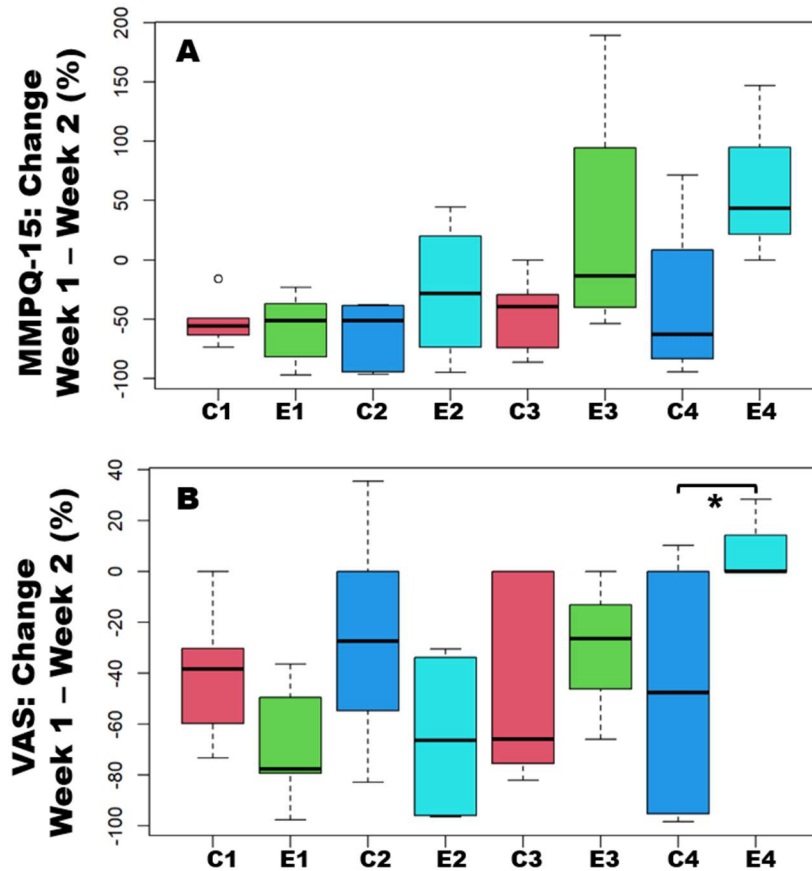 MMPQ-15: Change
Week 1 – Week 2 (%)
A
200
150
100
50
0
-50
-100
C1 E1 C2 E2 C3 E3 C4 E4
VAS: Change
Week 1 – Week 2 (%)
B
*
40
20
0
-20
-40
-60
-80
-100
C1 E1 C2 E2 C3 E3 C4 E4